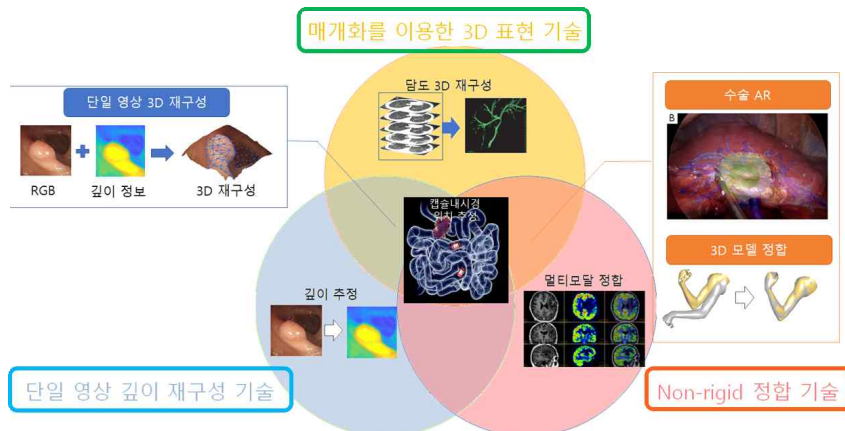 매개화를 이용한 3D 표현 기술
단일 영상 3D 재구성
RGB
깊이 정보
3D 재구성
담도 3D 재구성
수술 AR
B
캡슐내시경
위치 추정
3D 모델 정합
깊이 추정
멀티모달 정합
단일 영상 깊이 재구성 기술
Non-rigid 정합 기술